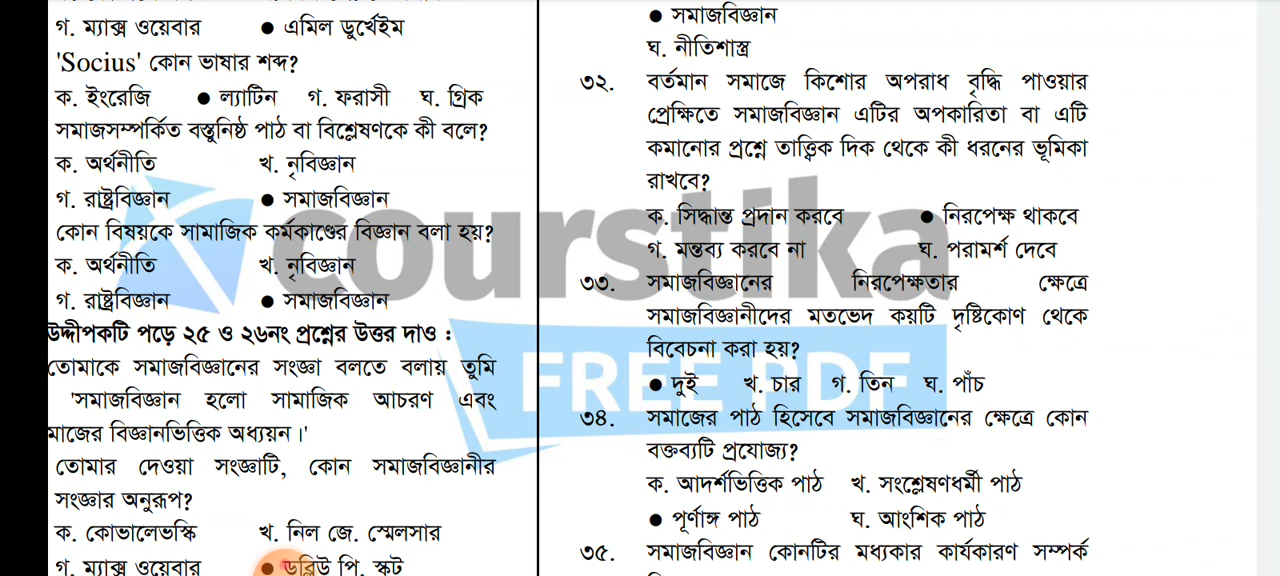 গ. ম্যাক্স ওয়েবার ● এমিল ডুর্খেইম
'Socius' কোন ভাষার শব্দ?
ক. ইংরেজি ● ল্যাটিন গ. ফরাসী ঘ. গ্রিক
সমাজসম্পর্কিত বস্তুনিষ্ঠ পাঠ বা বিশ্লেষণকে কী বলে?
ক. অর্থনীতি খ. নৃবিজ্ঞান
গ. রাষ্ট্রবিজ্ঞান ● সমাজবিজ্ঞান
কোন বিষয়কে সামাজিক কর্মকাণ্ডের বিজ্ঞান বলা হয়?
ক. অর্থনীতি খ. নৃবিজ্ঞান
গ. রাষ্ট্রবিজ্ঞান ● সমাজবিজ্ঞান
উদ্দীপকটি পড়ে ২৫ ও ২৬নং প্রশ্নের উত্তর দাও :
তোমাকে সমাজবিজ্ঞানের সংজ্ঞা বলতে বলায় তুমি
'সমাজবিজ্ঞান হলো সামাজিক আচরণ এবং
মাজের বিজ্ঞানভিত্তিক অধ্যয়ন।'
তোমার দেওয়া সংজ্ঞাটি, কোন সমাজবিজ্ঞানীর
সংজ্ঞার অনুরূপ?
ক. কোভালেভস্কি খ. নিল জে. স্মেলসার
গ. ম্যাক্স ওয়েবার ● ডব্লিউ পি. স্কট
● সমাজবিজ্ঞান
ঘ. নীতিশাস্ত্র
৩২. বর্তমান সমাজে কিশোর অপরাধ বৃদ্ধি পাওয়ার
প্রেক্ষিতে সমাজবিজ্ঞান এটির অপকারিতা বা এটি
কমানোর প্রশ্নে তাত্ত্বিক দিক থেকে কী ধরনের ভূমিকা
রাখবে?
ক. সিদ্ধান্ত প্রদান করবে ● নিরপেক্ষ থাকবে
গ. মন্তব্য করবে না ঘ. পরামর্শ দেবে
৩৩. সমাজবিজ্ঞানের নিরপেক্ষতার ক্ষেত্রে
সমাজবিজ্ঞানীদের মতভেদ কয়টি দৃষ্টিকোণ থেকে
বিবেচনা করা হয়?
● দুই খ. চার গ. তিন ঘ. পাঁচ
৩৪. সমাজের পাঠ হিসেবে সমাজবিজ্ঞানের ক্ষেত্রে কোন
বক্তব্যটি প্রযোজ্য?
ক. আদর্শভিত্তিক পাঠ খ. সংশ্লেষণধর্মী পাঠ
● পূর্ণাঙ্গ পাঠ ঘ. আংশিক পাঠ
৩৫. সমাজবিজ্ঞান কোনটির মধ্যকার কার্যকারণ সম্পর্ক
courstika
FREE PDF